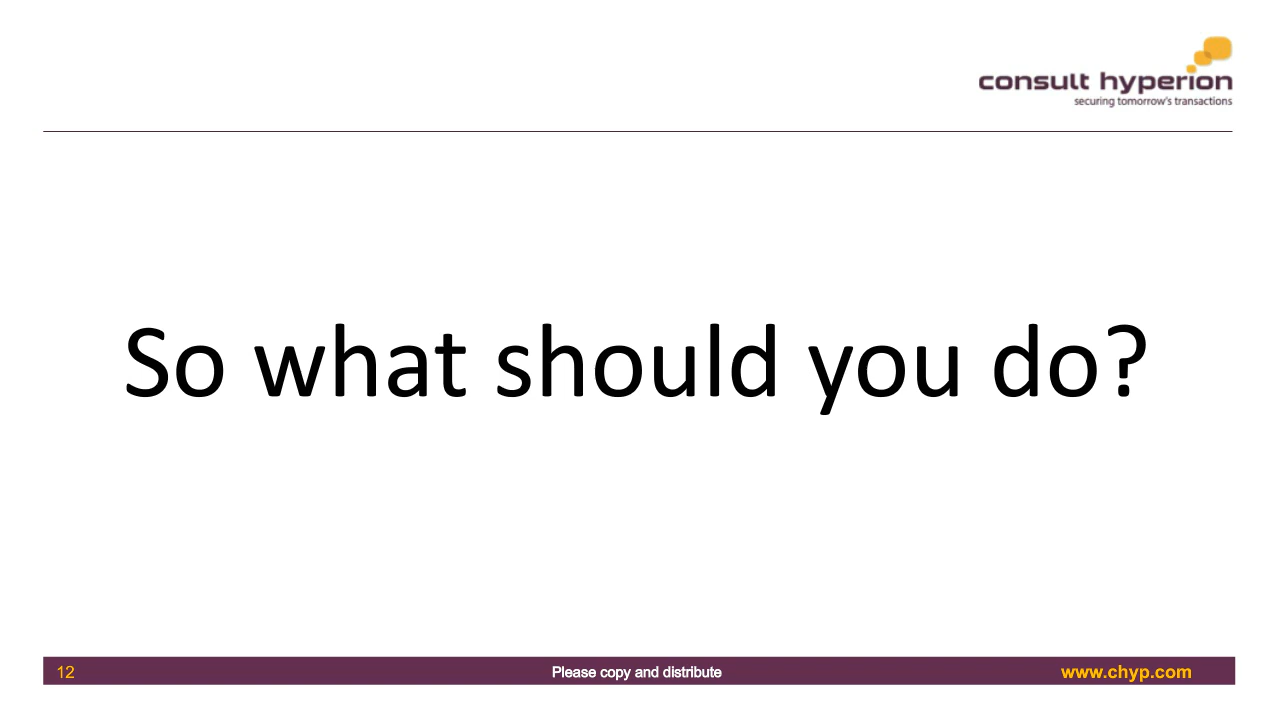 consult hyperion
securing tomorrow's transactions
So what should you do?
12 Please copy and distribute www.chyp.com